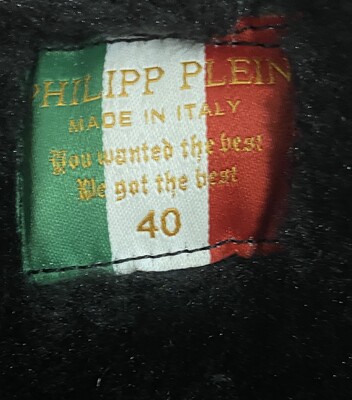 PHILIPP PLEIN
MADE IN ITALY
You wanted the best
We got the best
40